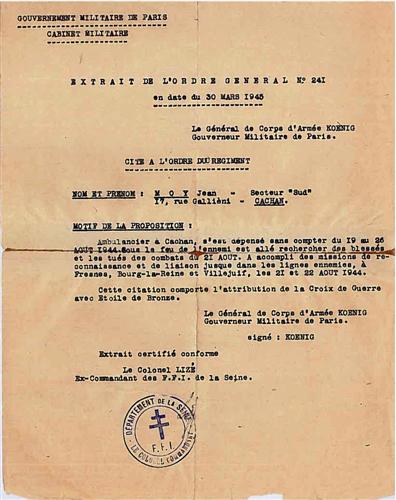 GOUVERNEMENT MILITAIRE DE PARIS
CABINET MILITAIRE
EXTRAIT DE L'ORDRE GENERAL N° 241
en date du 30 MARS 1945
Le Général de Corps d'Armée KOENIG
Gouverneur Militaire de Paris.
CITE A L'ORDRE DU REGIMENT
NOM ET PRENOM : MOY Jean - Secteur "Sud"
17, rue Galliéni - CACHAN.
MOTIF DE LA PROPOSITION :
Ambulancier à Cachan, s'est dépensé sans compter du 19 au 26
AOUT 1944. Sous le feu de l'ennemi est allé rechercher des blessés
et les tués des combats du 21 AOUT. A accompli des missions de re-
connaissance et de liaison jusque dans les lignes ennemies, à
Fresnes, Bourg-la-Reine et Villejuif, les 21 et 22 AOUT 1944.
Cette citation comporte l'attribution de la Croix de Guerre
avec Etoile de Bronze.
Le Général de Corps d'Armée KOENIG
Gouverneur Militaire de Paris.
signé : KOENIG
Extrait certifié conforme
Le Colonel LIZÉ
Ex-Commandant des F.F.I. de la Seine.
DÉPARTEMENT DE LA SEINE
F.F.I.
LE COLONEL COMMANDANT